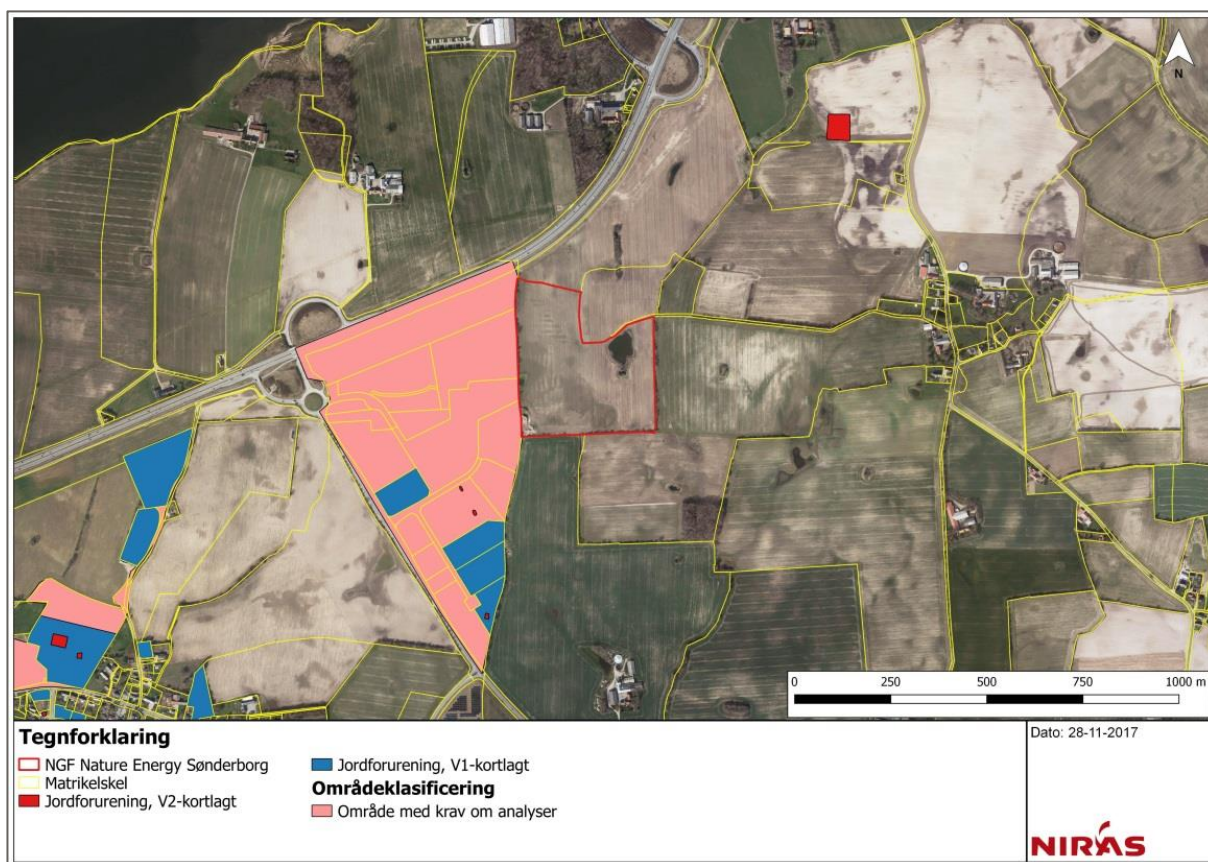 N
0 250 500 750 1000 m
Tegnforklaring
NGF Nature Energy Sønderborg
Matrikelskel
Jordforurening, V2-kortlagt
Jordforurening, V1-kortlagt
Områdeklasificering
Område med krav om analyser
Dato: 28-11-2017
NIRAS